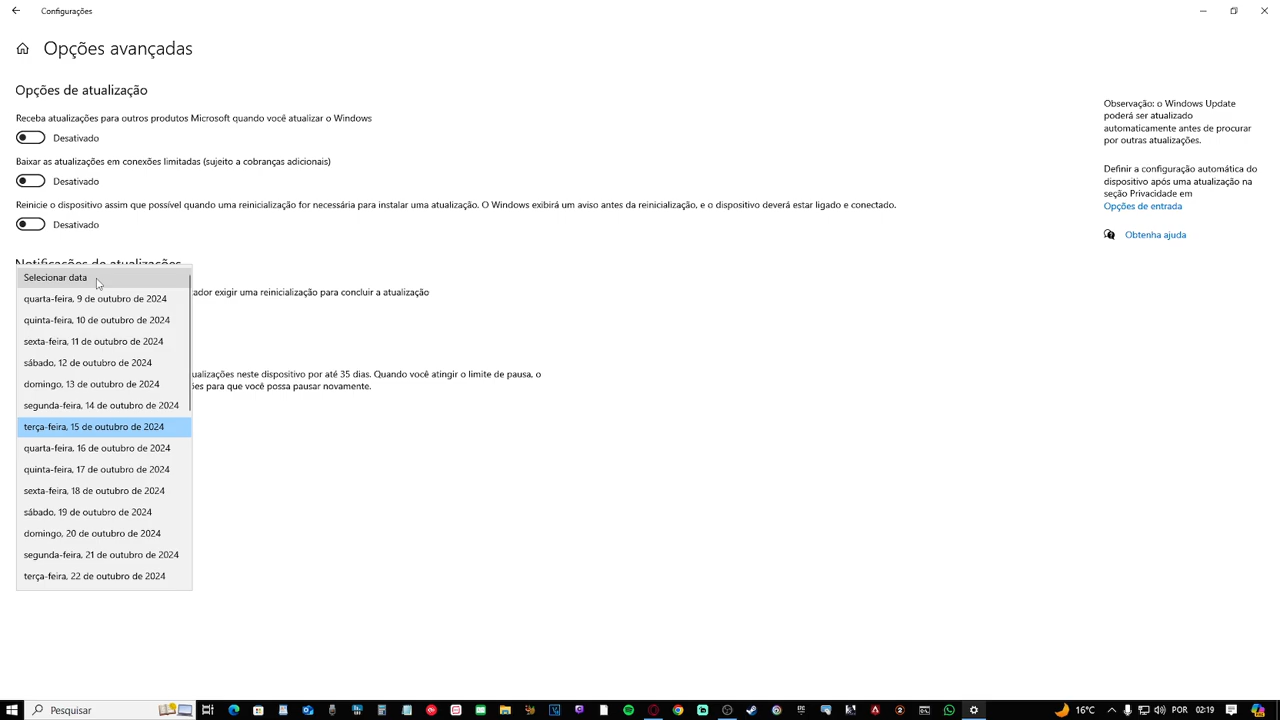 Configurações
Opções avançadas
Opções de atualização
Receba atualizações para outros produtos Microsoft quando você atualizar o Windows
Desativado
Baixar as atualizações em conexões limitadas (sujeito a cobranças adicionais)
Desativado
Reinicie o dispositivo assim que possível quando uma reinicialização for necessária para instalar uma atualização. O Windows exibirá um aviso antes da reinicialização, e o dispositivo deverá estar ligado e conectado.
Desativado
Notificações de atualizações
Selecionar data
quarta-feira, 9 de outubro de 2024
quinta-feira, 10 de outubro de 2024
sexta-feira, 11 de outubro de 2024
sábado, 12 de outubro de 2024
domingo, 13 de outubro de 2024
segunda-feira, 14 de outubro de 2024
terça-feira, 15 de outubro de 2024
quarta-feira, 16 de outubro de 2024
quinta-feira, 17 de outubro de 2024
sexta-feira, 18 de outubro de 2024
sábado, 19 de outubro de 2024
domingo, 20 de outubro de 2024
segunda-feira, 21 de outubro de 2024
terça-feira, 22 de outubro de 2024
exigir uma reinicialização para concluir a atualização
neste dispositivo por até 35 dias. Quando você atingir o limite de pausa, o
para que você possa pausar novamente.
Observação: o Windows Update
poderá ser atualizado
automaticamente antes de procurar
por outras atualizações.
Definir a configuração automática do
dispositivo após uma atualização na
seção Privacidade em
Opções de entrada
Obtenha ajuda
Pesquisar
16°C
POR
02:19